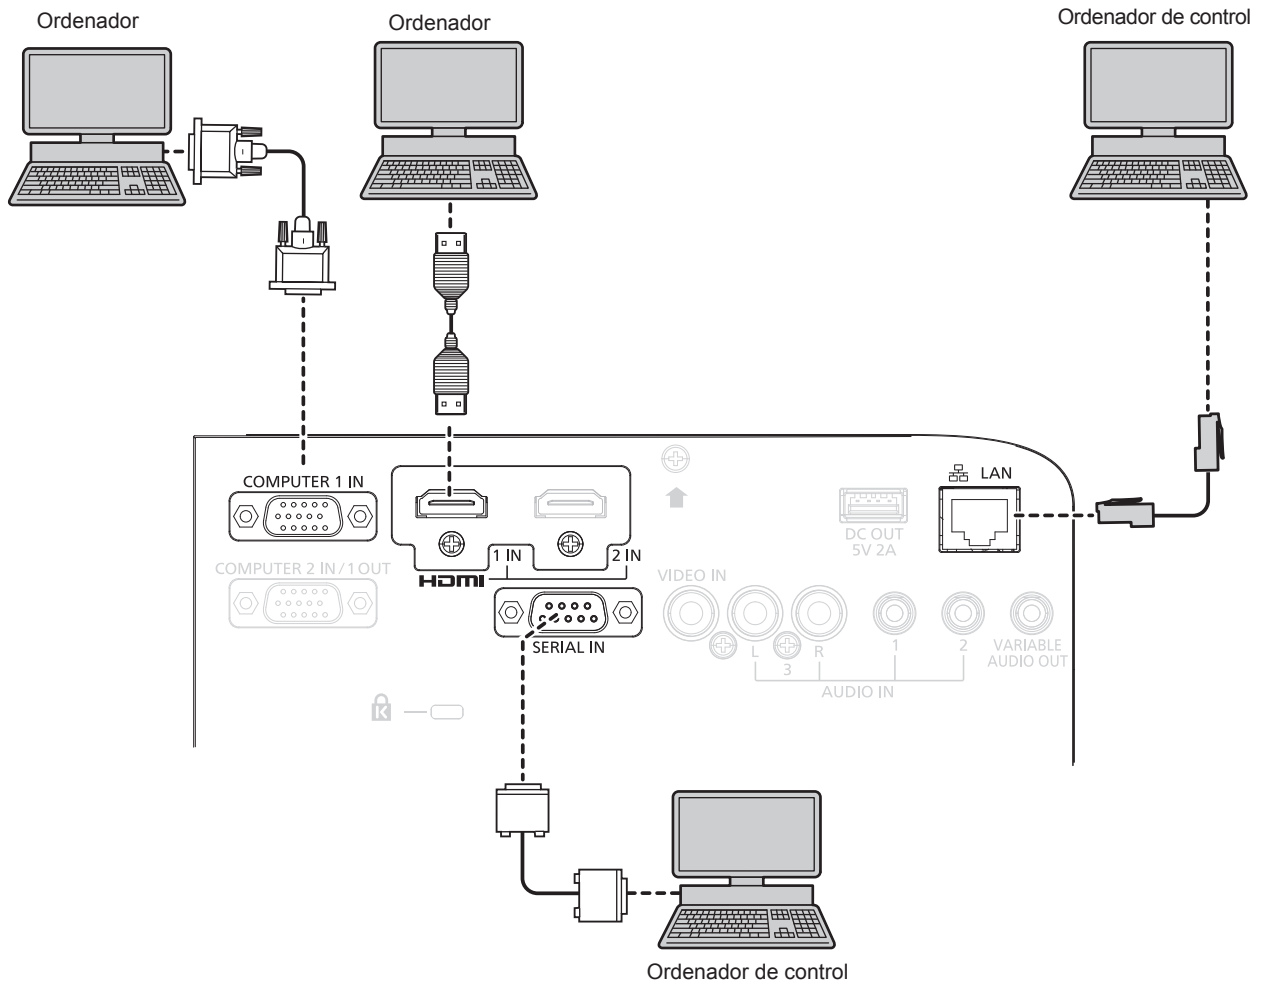 Ordenador
Ordenador
Ordenador de control
COMPUTER 1 IN
LAN
DC OUT
5V 2A
1 IN
2 IN
HDMI
COMPUTER 2 IN / 1 OUT
VIDEO IN
SERIAL IN
L
R
1
2
VARIABLE
AUDIO OUT
3
AUDIO IN
K
Ordenador de control